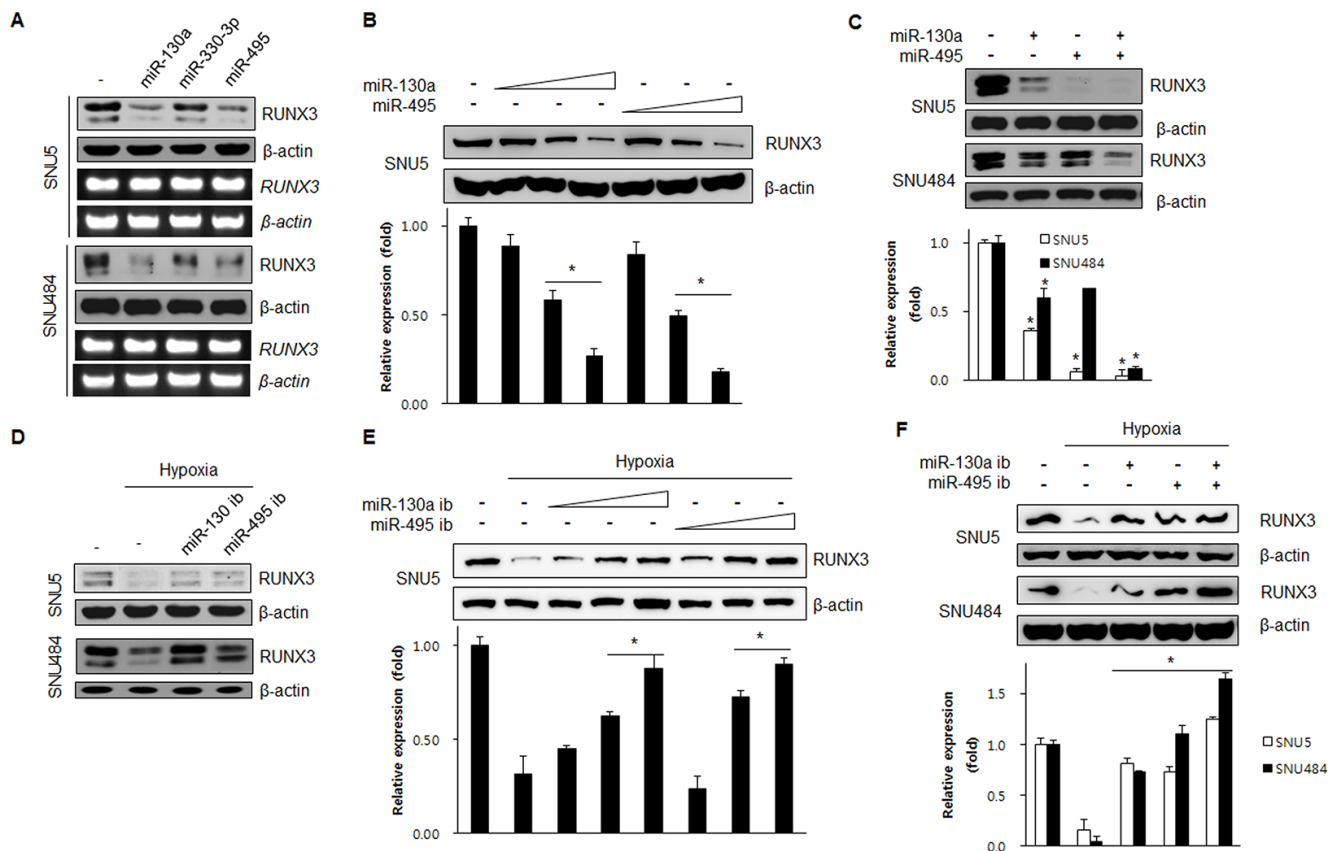 A
- miR-130a miR-330-3p miR-495
SNU5
RUNX3
β-actin
RUNX3
β-actin
SNU484
RUNX3
β-actin
RUNX3
β-actin
B
miR-130a - - - -
miR-495 - - - -
SNU5
RUNX3
β-actin
Relative expression (fold)
1.00
0.50
0.00
* *
C
miR-130a - + - +
miR-495 - - + +
SNU5
RUNX3
β-actin
SNU484
RUNX3
β-actin
Relative expression
(fold)
1.0
0.5
0.0
SNU5
SNU484
* * * * *
D
Hypoxia
- - miR-130 ib miR-495 ib
SNU5
RUNX3
β-actin
SNU484
RUNX3
β-actin
E
Hypoxia
miR-130a ib - - - - -
miR-495 ib - - - - -
SNU5
RUNX3
β-actin
Relative expression (fold)
1.00
0.50
0.00
* *
F
Hypoxia
miR-130a ib - - + - +
miR-495 ib - - - + +
SNU5
RUNX3
β-actin
SNU484
RUNX3
β-actin
Relative expression
(fold)
1.5
1.0
0.5
0.0
*
SNU5
SNU484